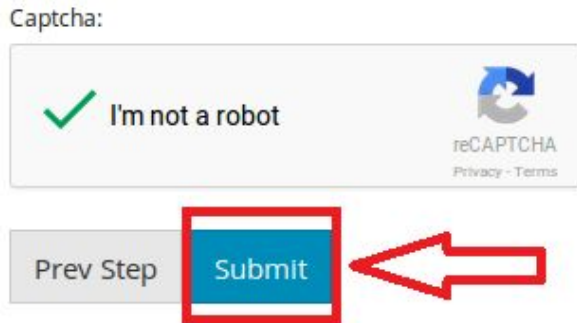 Captcha:
I'm not a robot
reCAPTCHA
Privacy - Terms
Prev Step
Submit